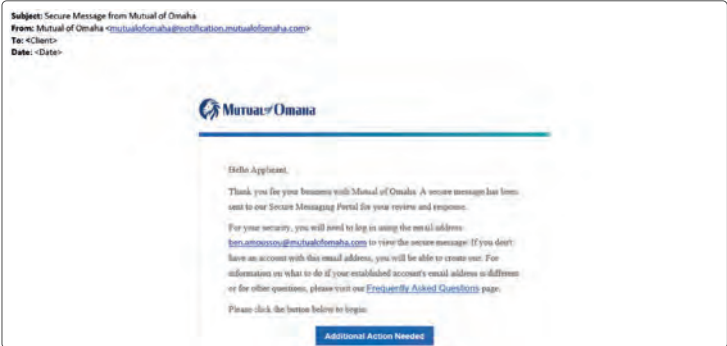 Subject: Secure Message from Mutual of Omaha
From: Mutual of Omaha <mutualofomaha@notification.mutualofomaha.com>
To: <Client>
Date: <Date>
Mutual of Omaha
Hello Applicant,
Thank you for your business with Mutual of Omaha. A secure message has been
sent to our Secure Messaging Portal for your review and response.
For your security, you will need to log in using the email address
ben.amoussou@mutualofomaha.com to view the secure message. If you don't
have an account with this email address, you will be able to create one. For
information on what to do if your established account's email address is different
or for other questions, please visit our Frequently Asked Questions page.
Please click the button below to begin.
Additional Action Needed